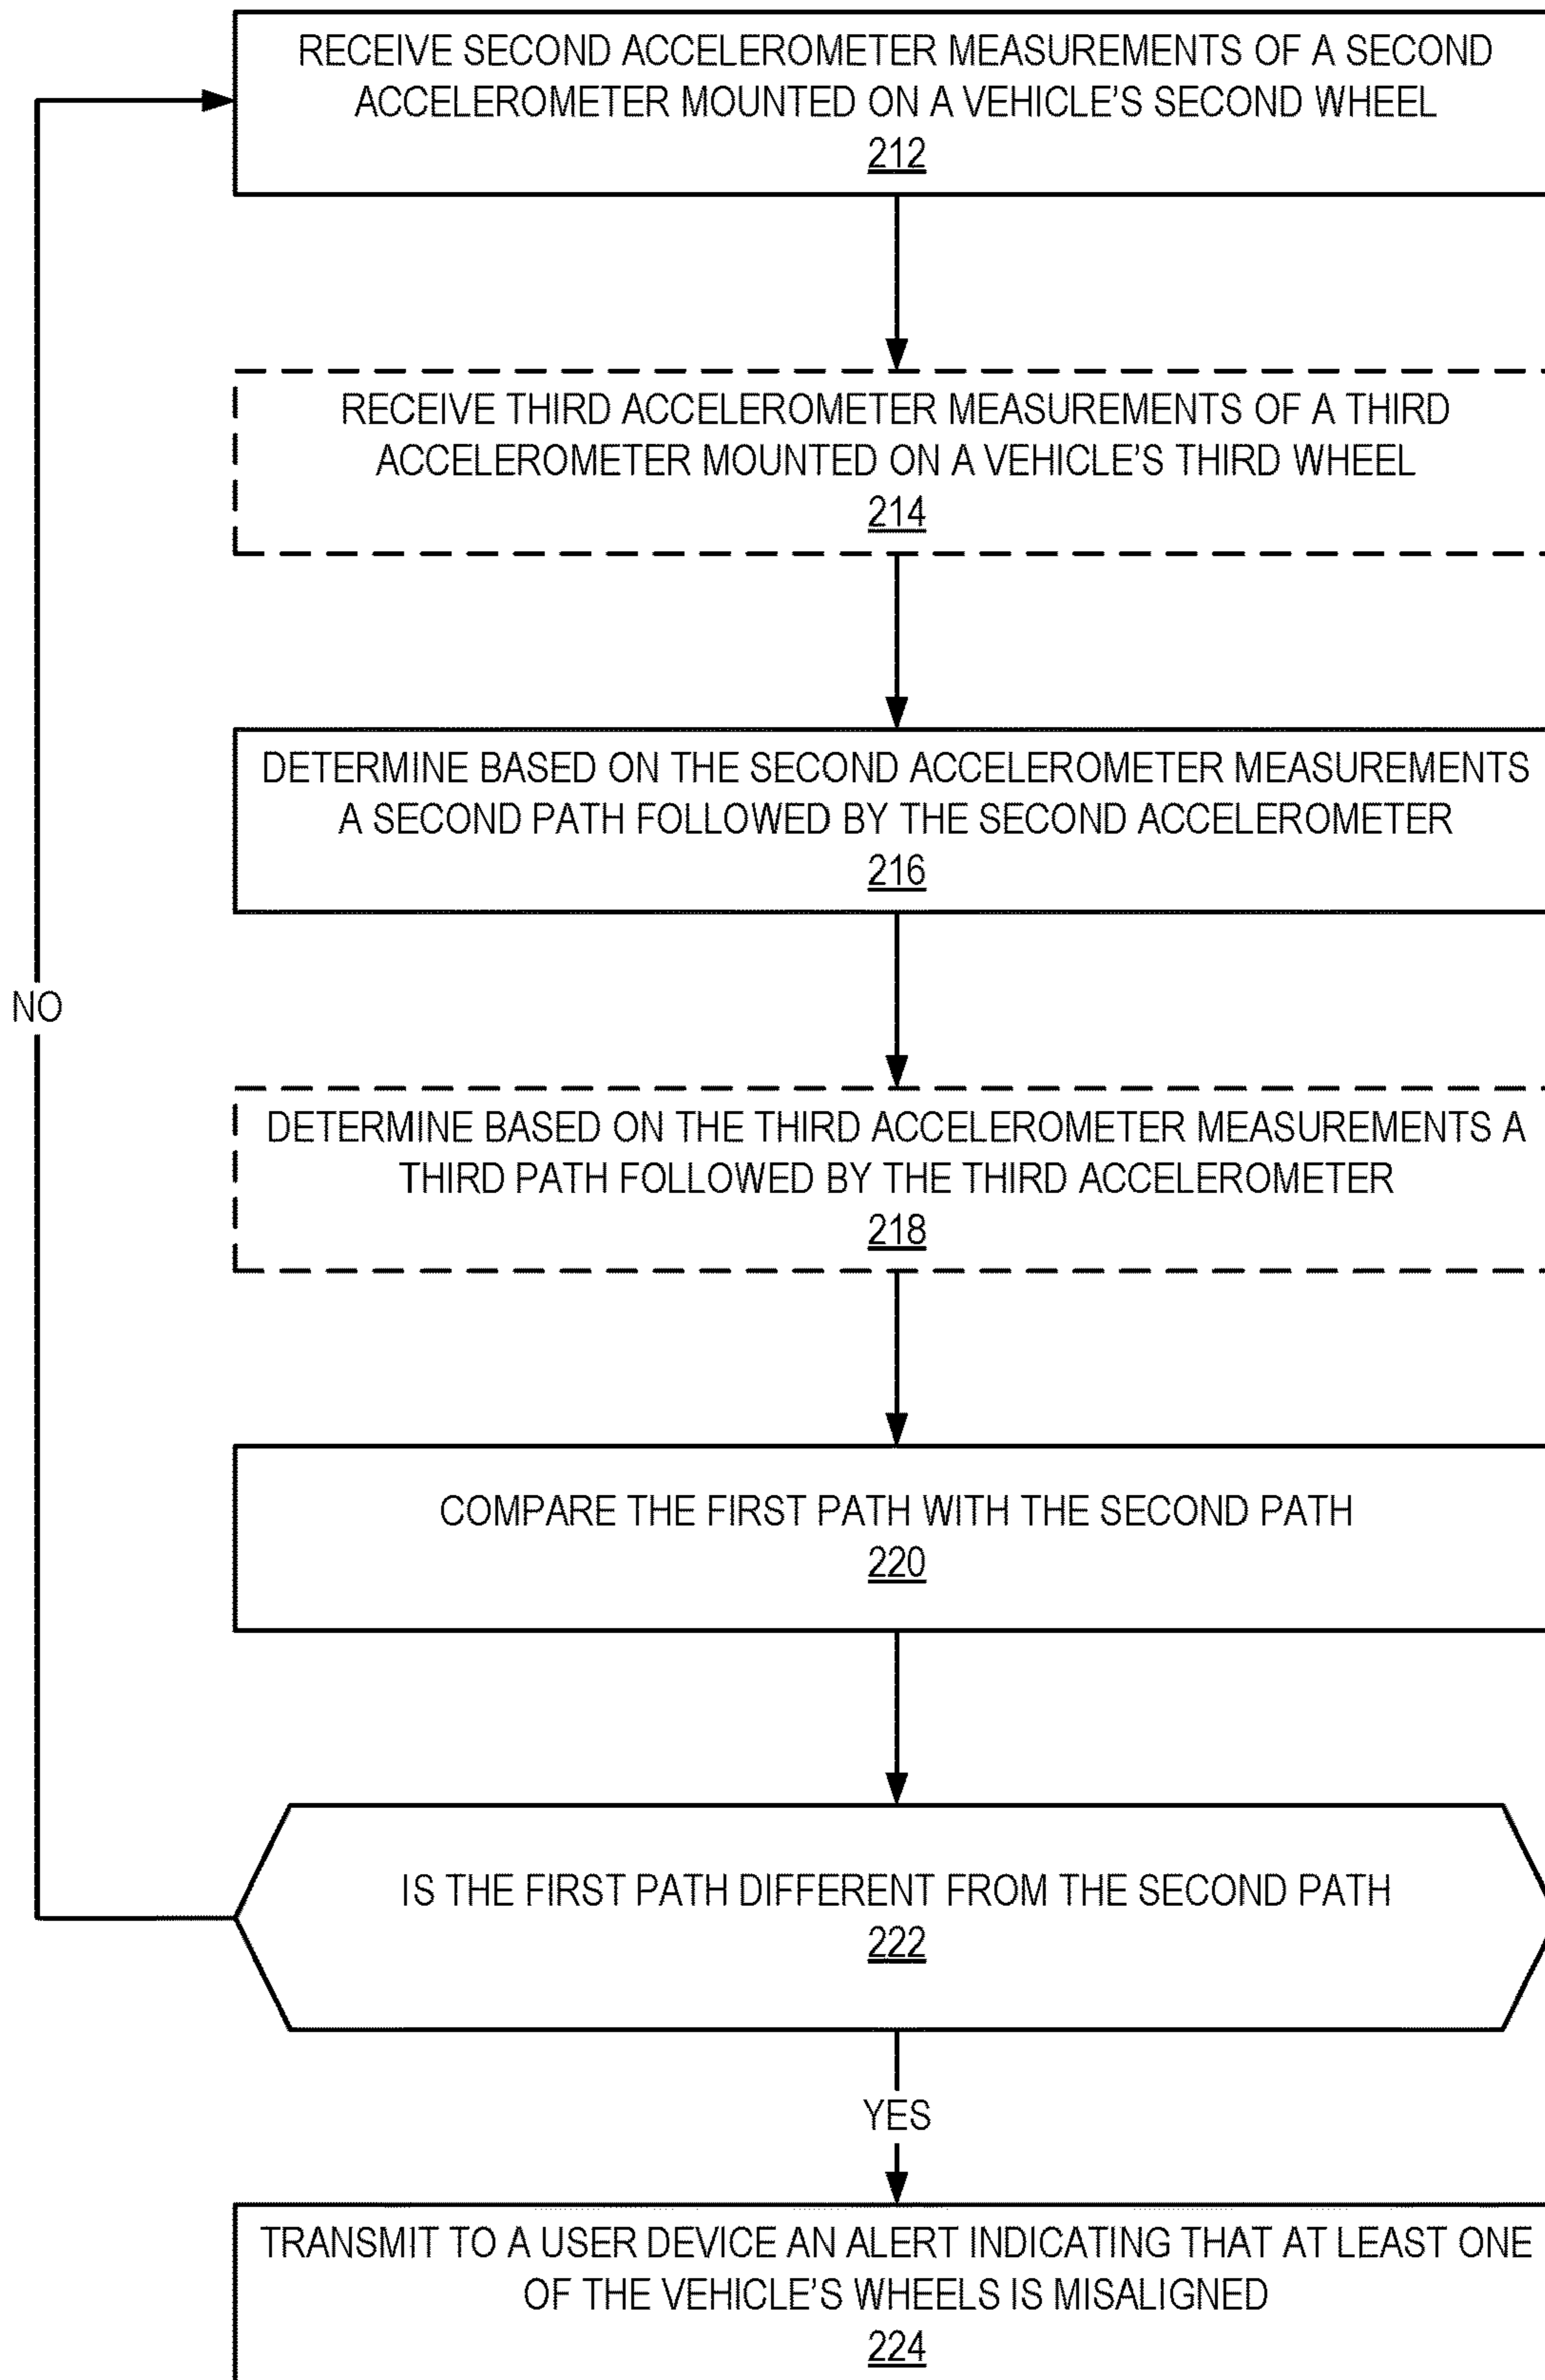 RECEIVE SECOND ACCELEROMETER MEASUREMENTS OF A SECOND
ACCELEROMETER MOUNTED ON A VEHICLE'S SECOND WHEEL
212
RECEIVE THIRD ACCELEROMETER MEASUREMENTS OF A THIRD
ACCELEROMETER MOUNTED ON A VEHICLE'S THIRD WHEEL
214
DETERMINE BASED ON THE SECOND ACCELEROMETER MEASUREMENTS
A SECOND PATH FOLLOWED BY THE SECOND ACCELEROMETER
216
NO
DETERMINE BASED ON THE THIRD ACCELEROMETER MEASUREMENTS A
THIRD PATH FOLLOWED BY THE THIRD ACCELEROMETER
218
COMPARE THE FIRST PATH WITH THE SECOND PATH
220
IS THE FIRST PATH DIFFERENT FROM THE SECOND PATH
222
YES
TRANSMIT TO A USER DEVICE AN ALERT INDICATING THAT AT LEAST ONE
OF THE VEHICLE'S WHEELS IS MISALIGNED
224